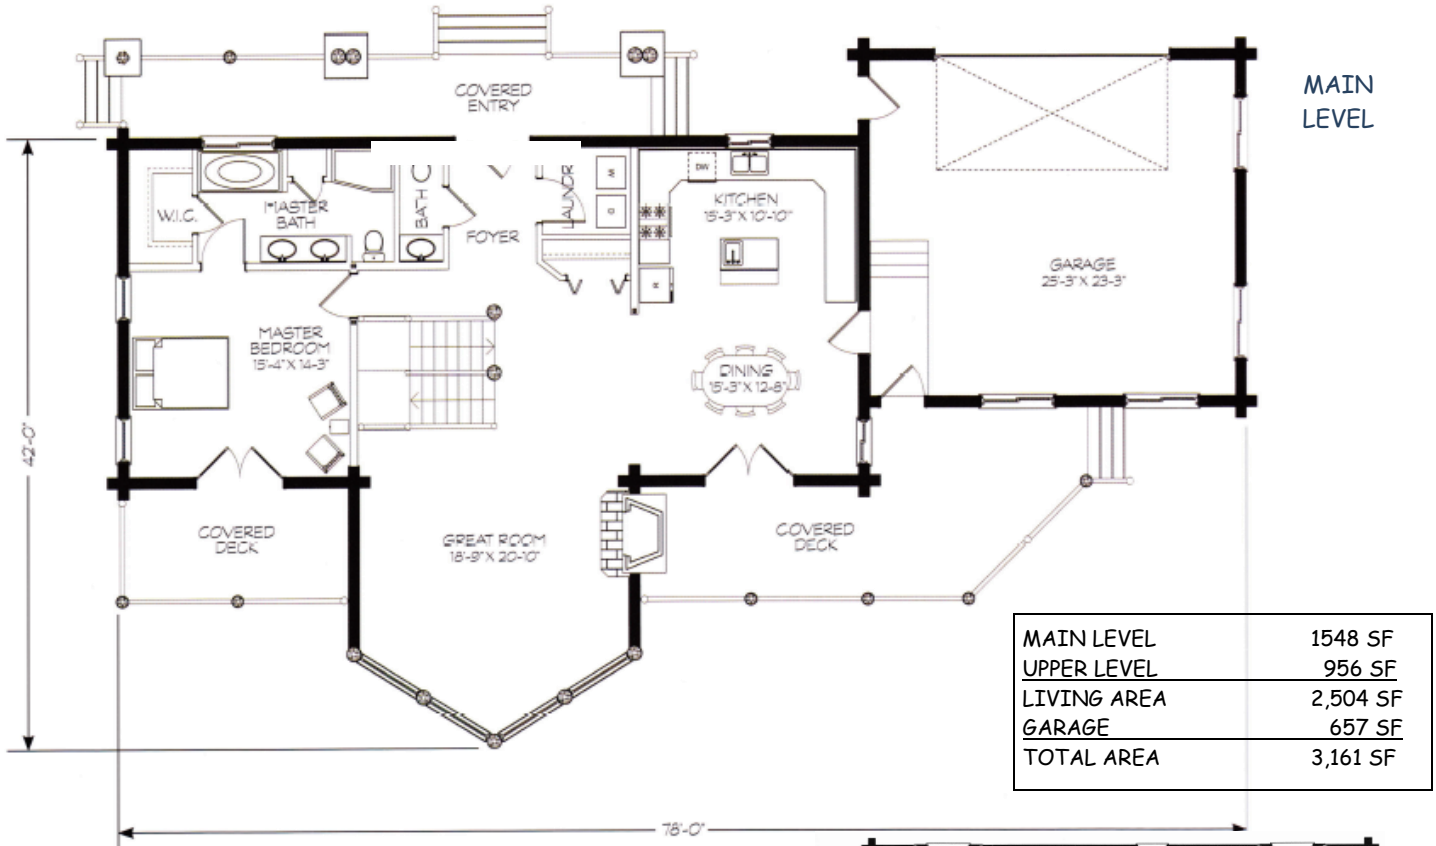 COVERED
ENTRY
MAIN
LEVEL
W.I.C.
MASTER
BATH
BATH
FOYER
LAUNDR
W
D
DW
KITCHEN
15'-3" X 10'-10"
R
GARAGE
25'-3" X 23'-3"
MASTER
BEDROOM
15'-4" X 14-3"
DINING
15'-3" X 12-8"
42'-0"
COVERED
DECK
GREAT ROOM
18'-9" X 20-10"
COVERED
DECK
MAIN LEVEL 1548 SF
UPPER LEVEL 956 SF
LIVING AREA 2,504 SF
GARAGE 657 SF
TOTAL AREA 3,161 SF
78'-0"